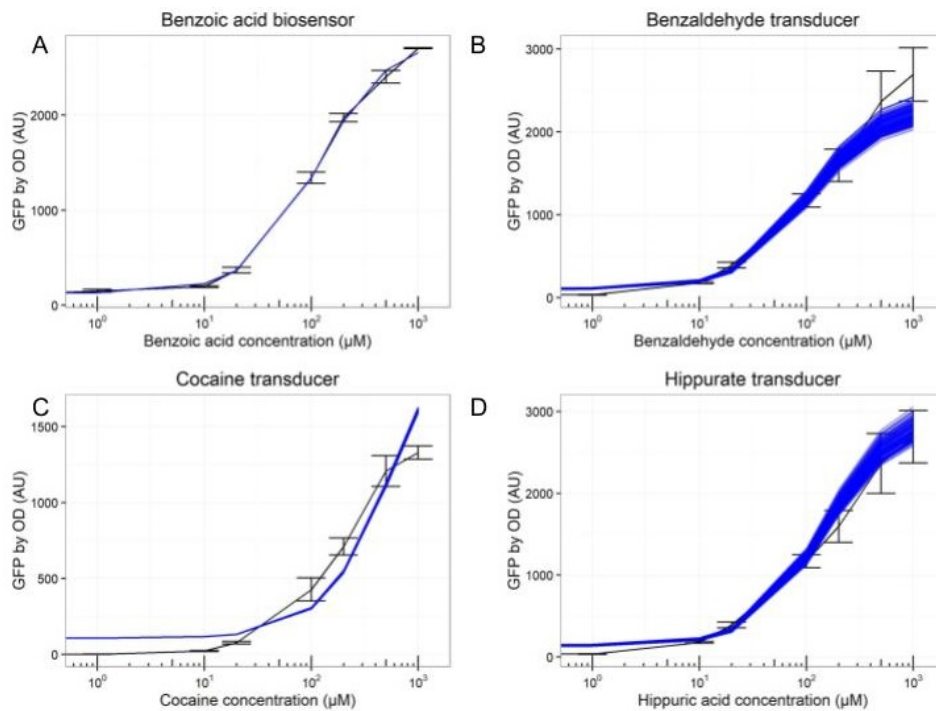 Benzoic acid biosensor
A
GFP by OD (AU)
2000
1000
0
10⁰ 10¹ 10² 10³
Benzoic acid concentration (µM)
Benzaldehyde transducer
B
GFP by OD (AU)
3000
2000
1000
0
10⁰ 10¹ 10² 10³
Benzaldehyde concentration (µM)
Cocaine transducer
C
GFP by OD (AU)
1500
1000
500
0
10⁰ 10¹ 10² 10³
Cocaine concentration (µM)
Hippurate transducer
D
GFP by OD (AU)
3000
2000
1000
0
10⁰ 10¹ 10² 10³
Hippuric acid concentration (µM)